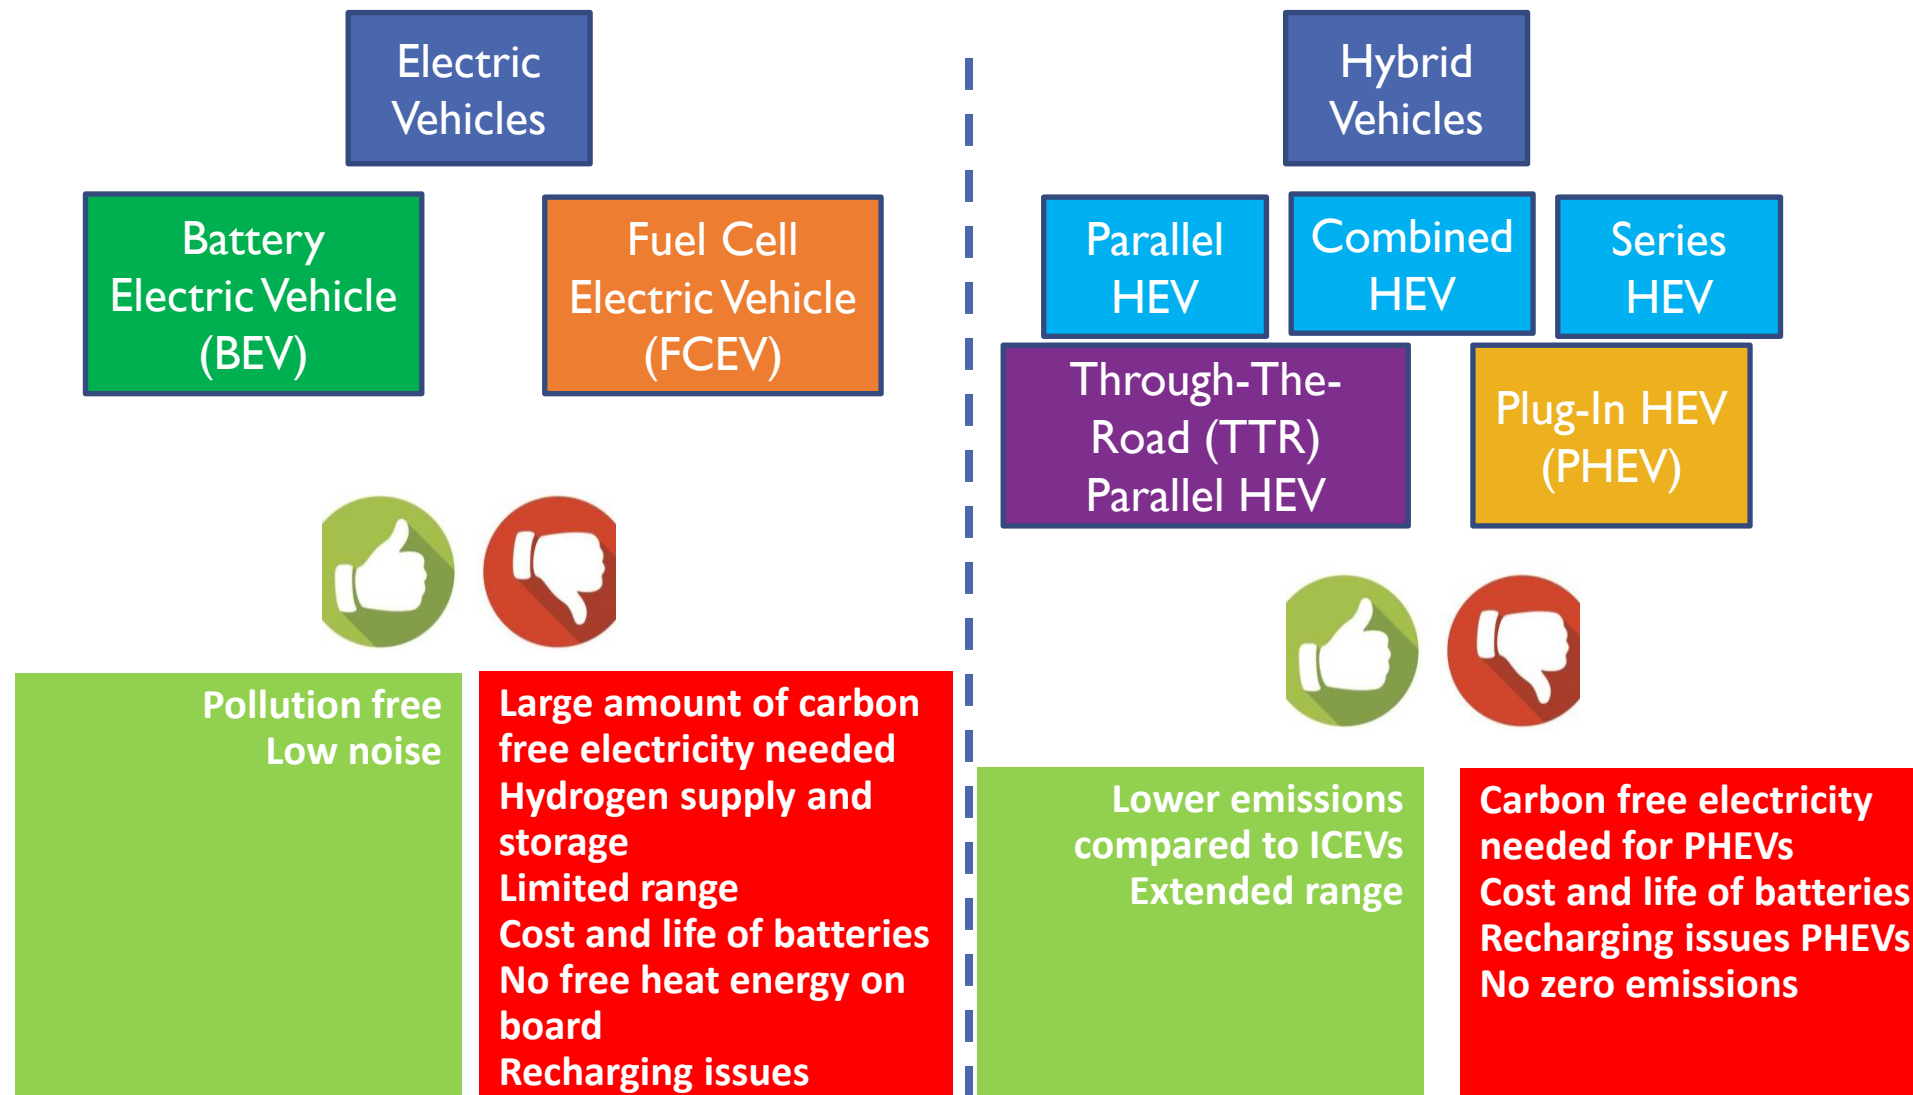 Electric
Vehicles
Battery
Electric Vehicle
(BEV)
Fuel Cell
Electric Vehicle
(FCEV)
Pollution free
Low noise
Large amount of carbon
free electricity needed
Hydrogen supply and
storage
Limited range
Cost and life of batteries
No free heat energy on
board
Recharging issues
Hybrid
Vehicles
Parallel
HEV
Combined
HEV
Series
HEV
Through-The-
Road (TTR)
Parallel HEV
Plug-In HEV
(PHEV)
Lower emissions
compared to ICEVs
Extended range
Carbon free electricity
needed for PHEVs
Cost and life of batteries
Recharging issues PHEVs
No zero emissions